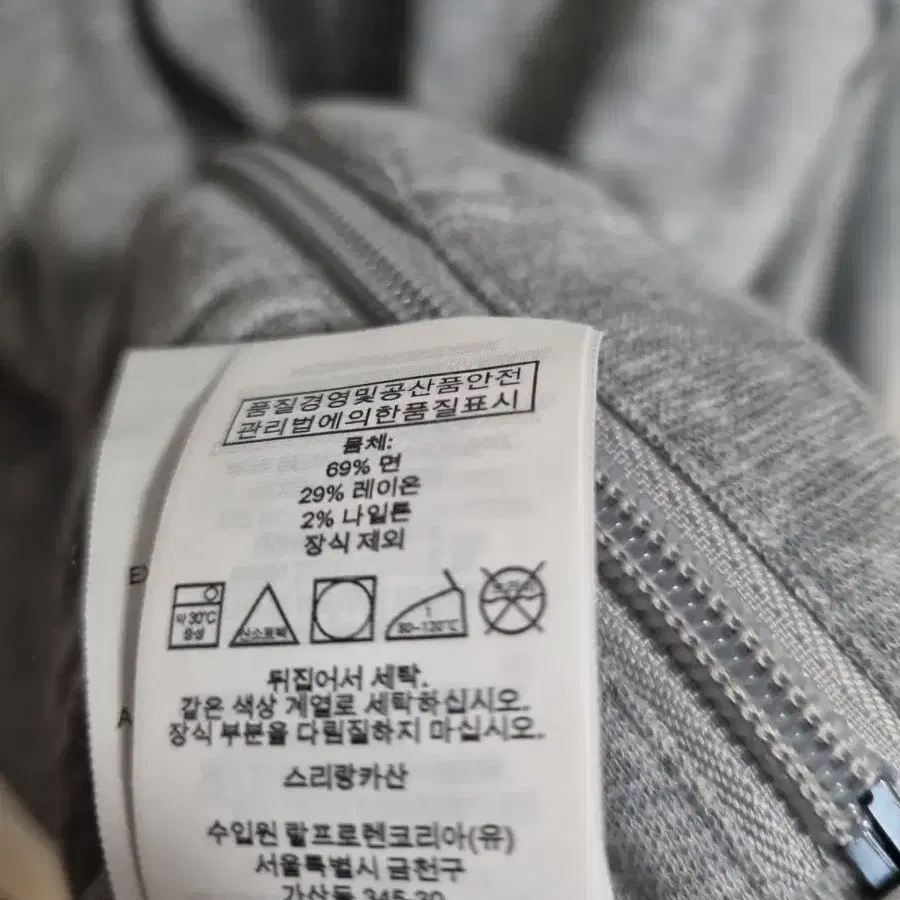 품질경영및공산품안전
관리법에의한품질표시
몸체:
69% 면
29% 레이온
2% 나일론
장식 제외
약 30℃
중성
산소표백
1
80~120℃
드라이
뒤집어서 세탁.
같은 색상 계열로 세탁하십시오.
장식 부분을 다림질하지 마십시오.
스리랑카산
수입원 랄프로렌코리아(유)
서울특별시 금천구
가산동 345-30
E
A